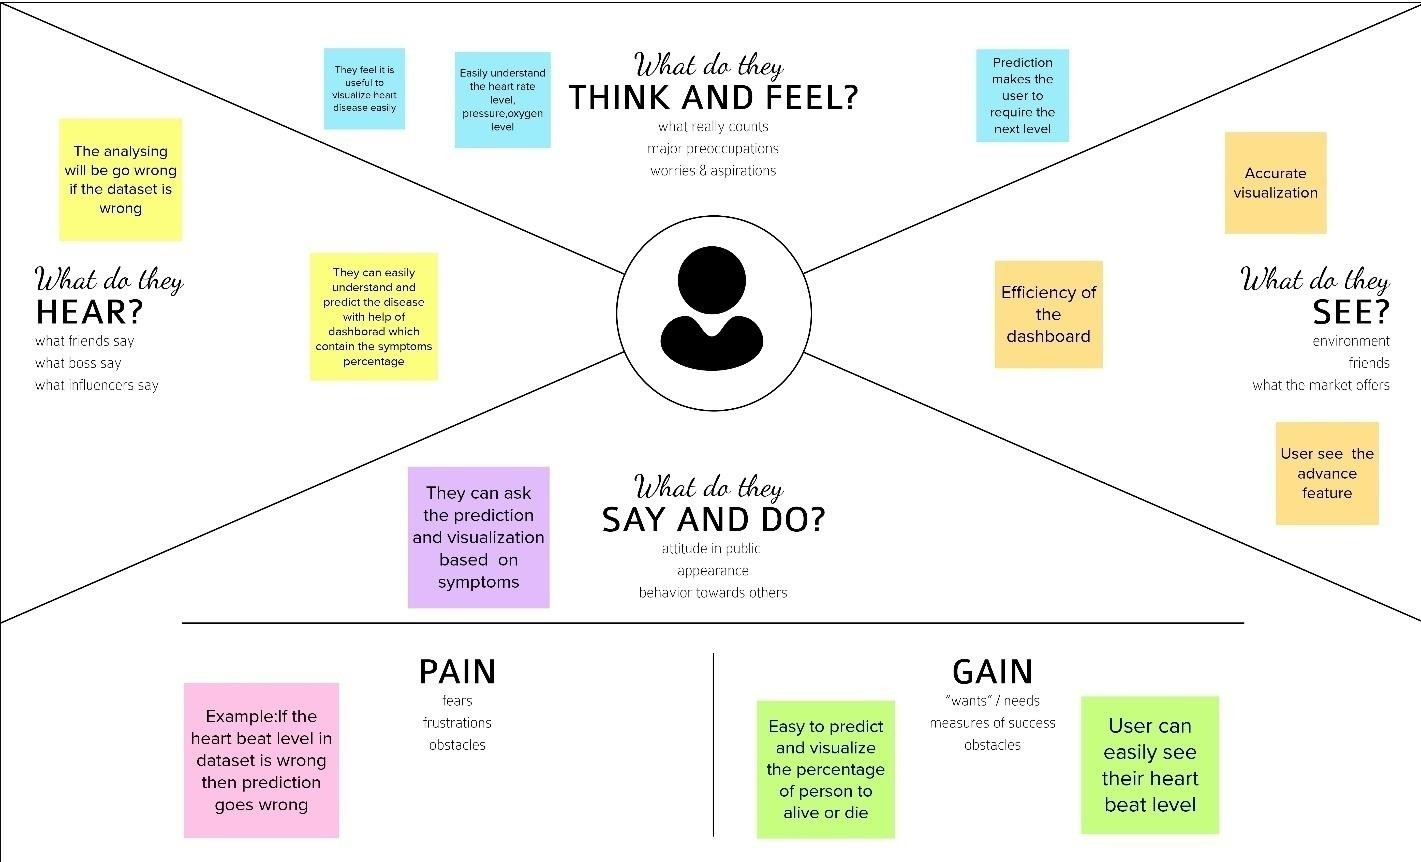 They feel it is
useful to
visualize heart
disease easily
Easily understand
the heart rate
level,
pressure,oxygen
level
What do they
THINK AND FEEL?
what really counts
major preoccupations
worries & aspirations
Prediction
makes the
user to
require the
next level
The analysing
will be go wrong
if the dataset is
wrong
What do they
HEAR?
what friends say
what boss say
what influencers say
They can easily
understand and
predict the disease
with help of
dashborad which
contain the symptoms
percentage
Accurate
visualization
Efficiency of
the
dashboard
What do they
SEE?
environment
friends
what the market offers
User see  the
advance
feature
They can ask
the prediction
and visualization
based  on
symptoms
What do they
SAY AND DO?
attitude in public
appearance
behavior towards others
PAIN
fears
frustrations
obstacles
Example:If the
heart beat level in
dataset is wrong
then prediction
goes wrong
GAIN
"wants" / needs
measures of success
obstacles
Easy to predict
and visualize
the percentage
of person to
alive or die
User can
easily see
their heart
beat level